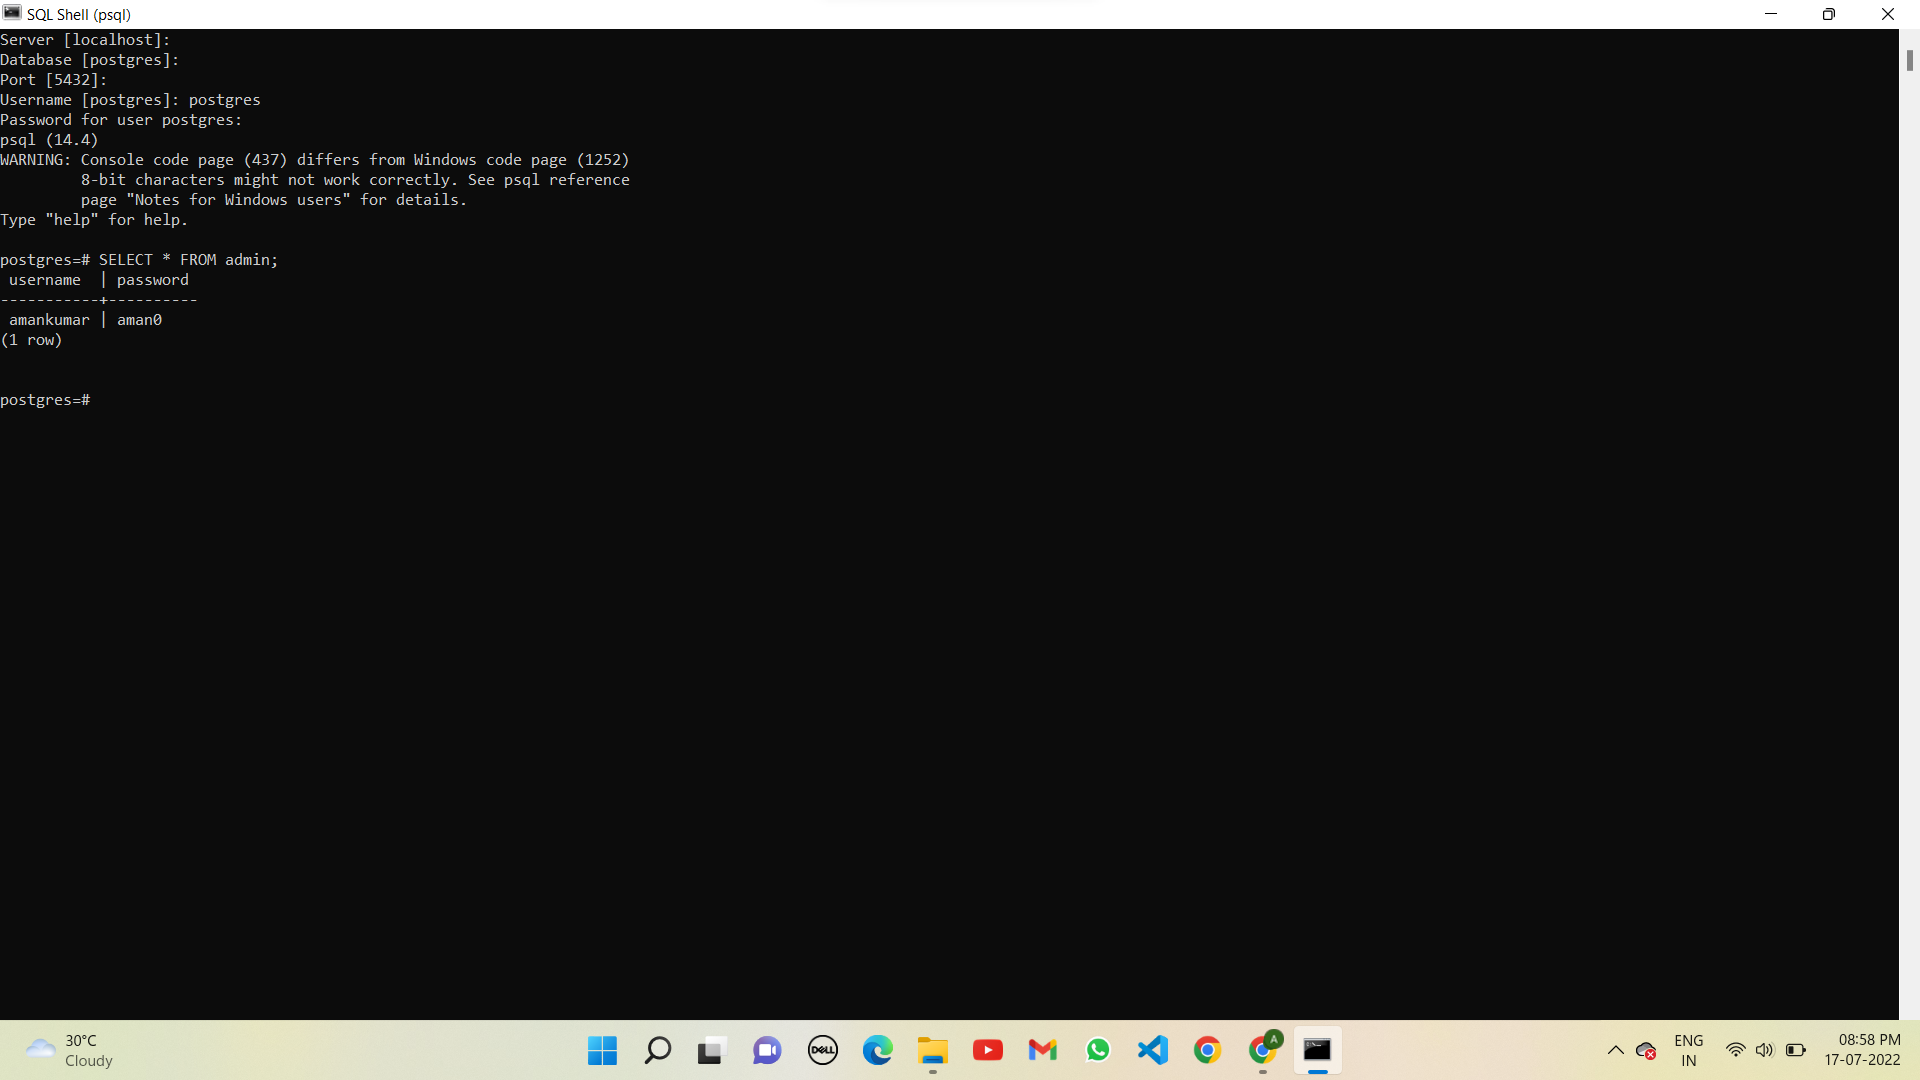 SQL Shell (psql)
Server [localhost]:
Database [postgres]:
Port [5432]:
Username [postgres]: postgres
Password for user postgres:
psql (14.4)
WARNING: Console code page (437) differs from Windows code page (1252)
         8-bit characters might not work correctly. See psql reference
         page "Notes for Windows users" for details.
Type "help" for help.

postgres=# SELECT * FROM admin;
 username  | password
-----------+----------
 amankumar | aman0
(1 row)


postgres=#
30°C
Cloudy
DELL
A
ENG
IN
08:58 PM
17-07-2022